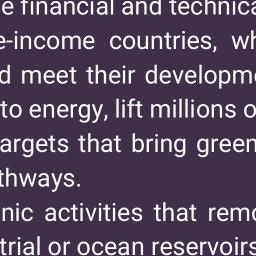 e financial and technica
e-income countries, wh
d meet their developme
to energy, lift millions o
argets that bring green
thways.
nic activities that remo
trial or ocean reservoirs